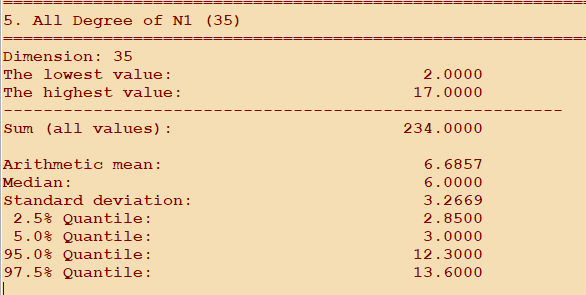 5. All Degree of N1 (35)
Dimension: 35
The lowest value: 2.0000
The highest value: 17.0000
Sum (all values): 234.0000
Arithmetic mean: 6.6857
Median: 6.0000
Standard deviation: 3.2669
2.5% Quantile: 2.8500
5.0% Quantile: 3.0000
95.0% Quantile: 12.3000
97.5% Quantile: 13.6000